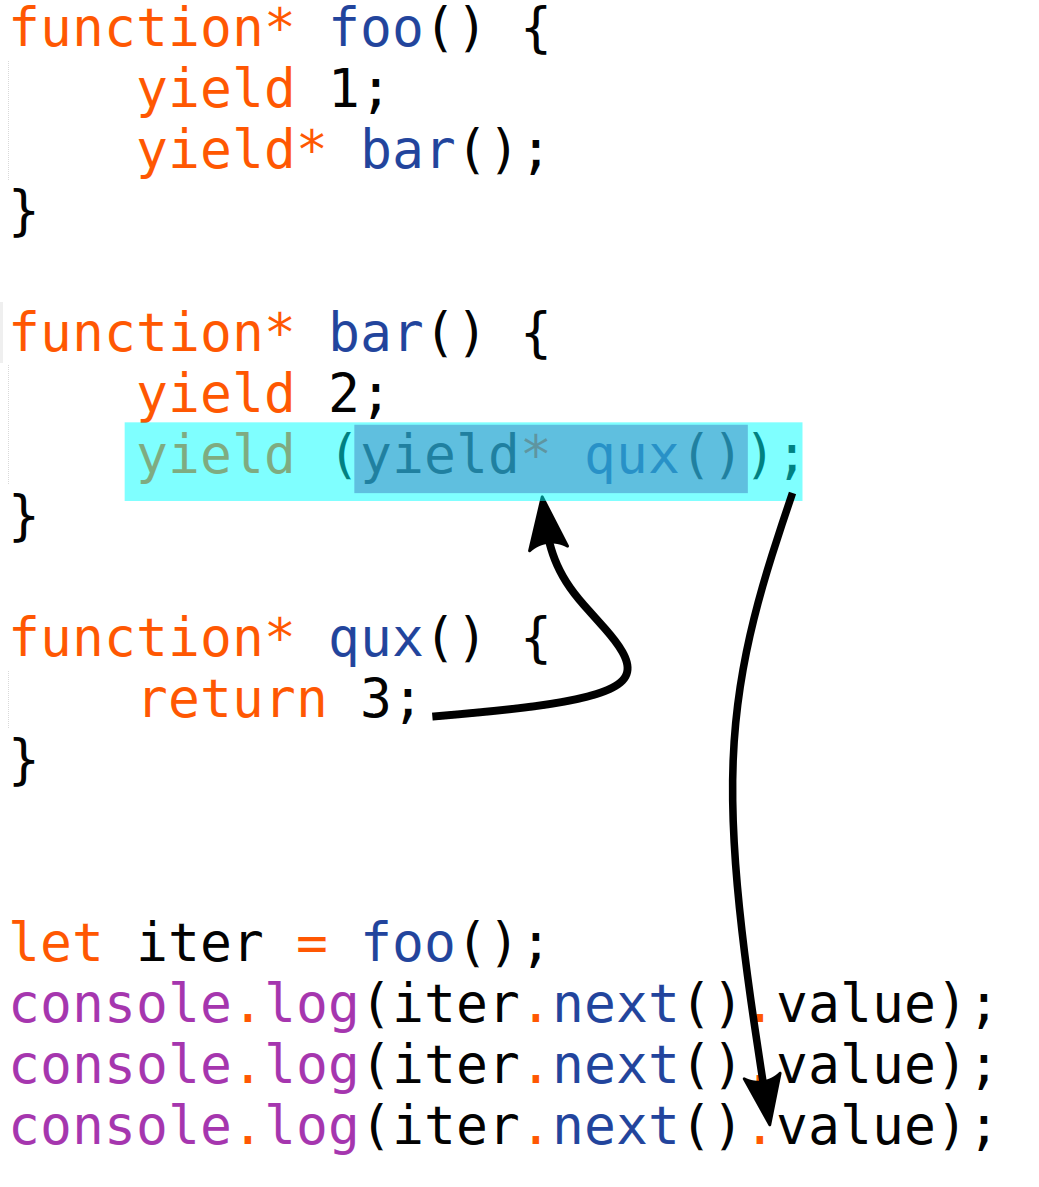 function* foo() {
yield 1;
yield* bar();
}
function* bar() {
yield 2;
yield (yield* qux());
}
function* qux() {
return 3;
}
let iter = foo();
console.log(iter.next().value);
console.log(iter.next().value);
console.log(iter.next().value);